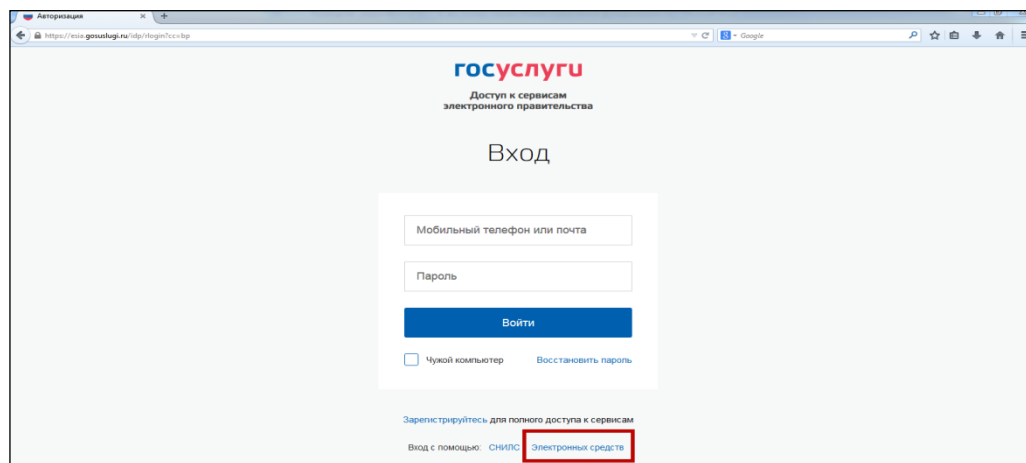 Авторизация
https://esia.gosuslugi.ru/idp/rlogin?cc=bp
Google
госуслуги
Доступ к сервисам
электронного правительства
Вход
Мобильный телефон или почта
Пароль
Войти
Чужой компьютер Восстановить пароль
Зарегистрируйтесь для полного доступа к сервисам
Вход с помощью: СНИЛС Электронных средств